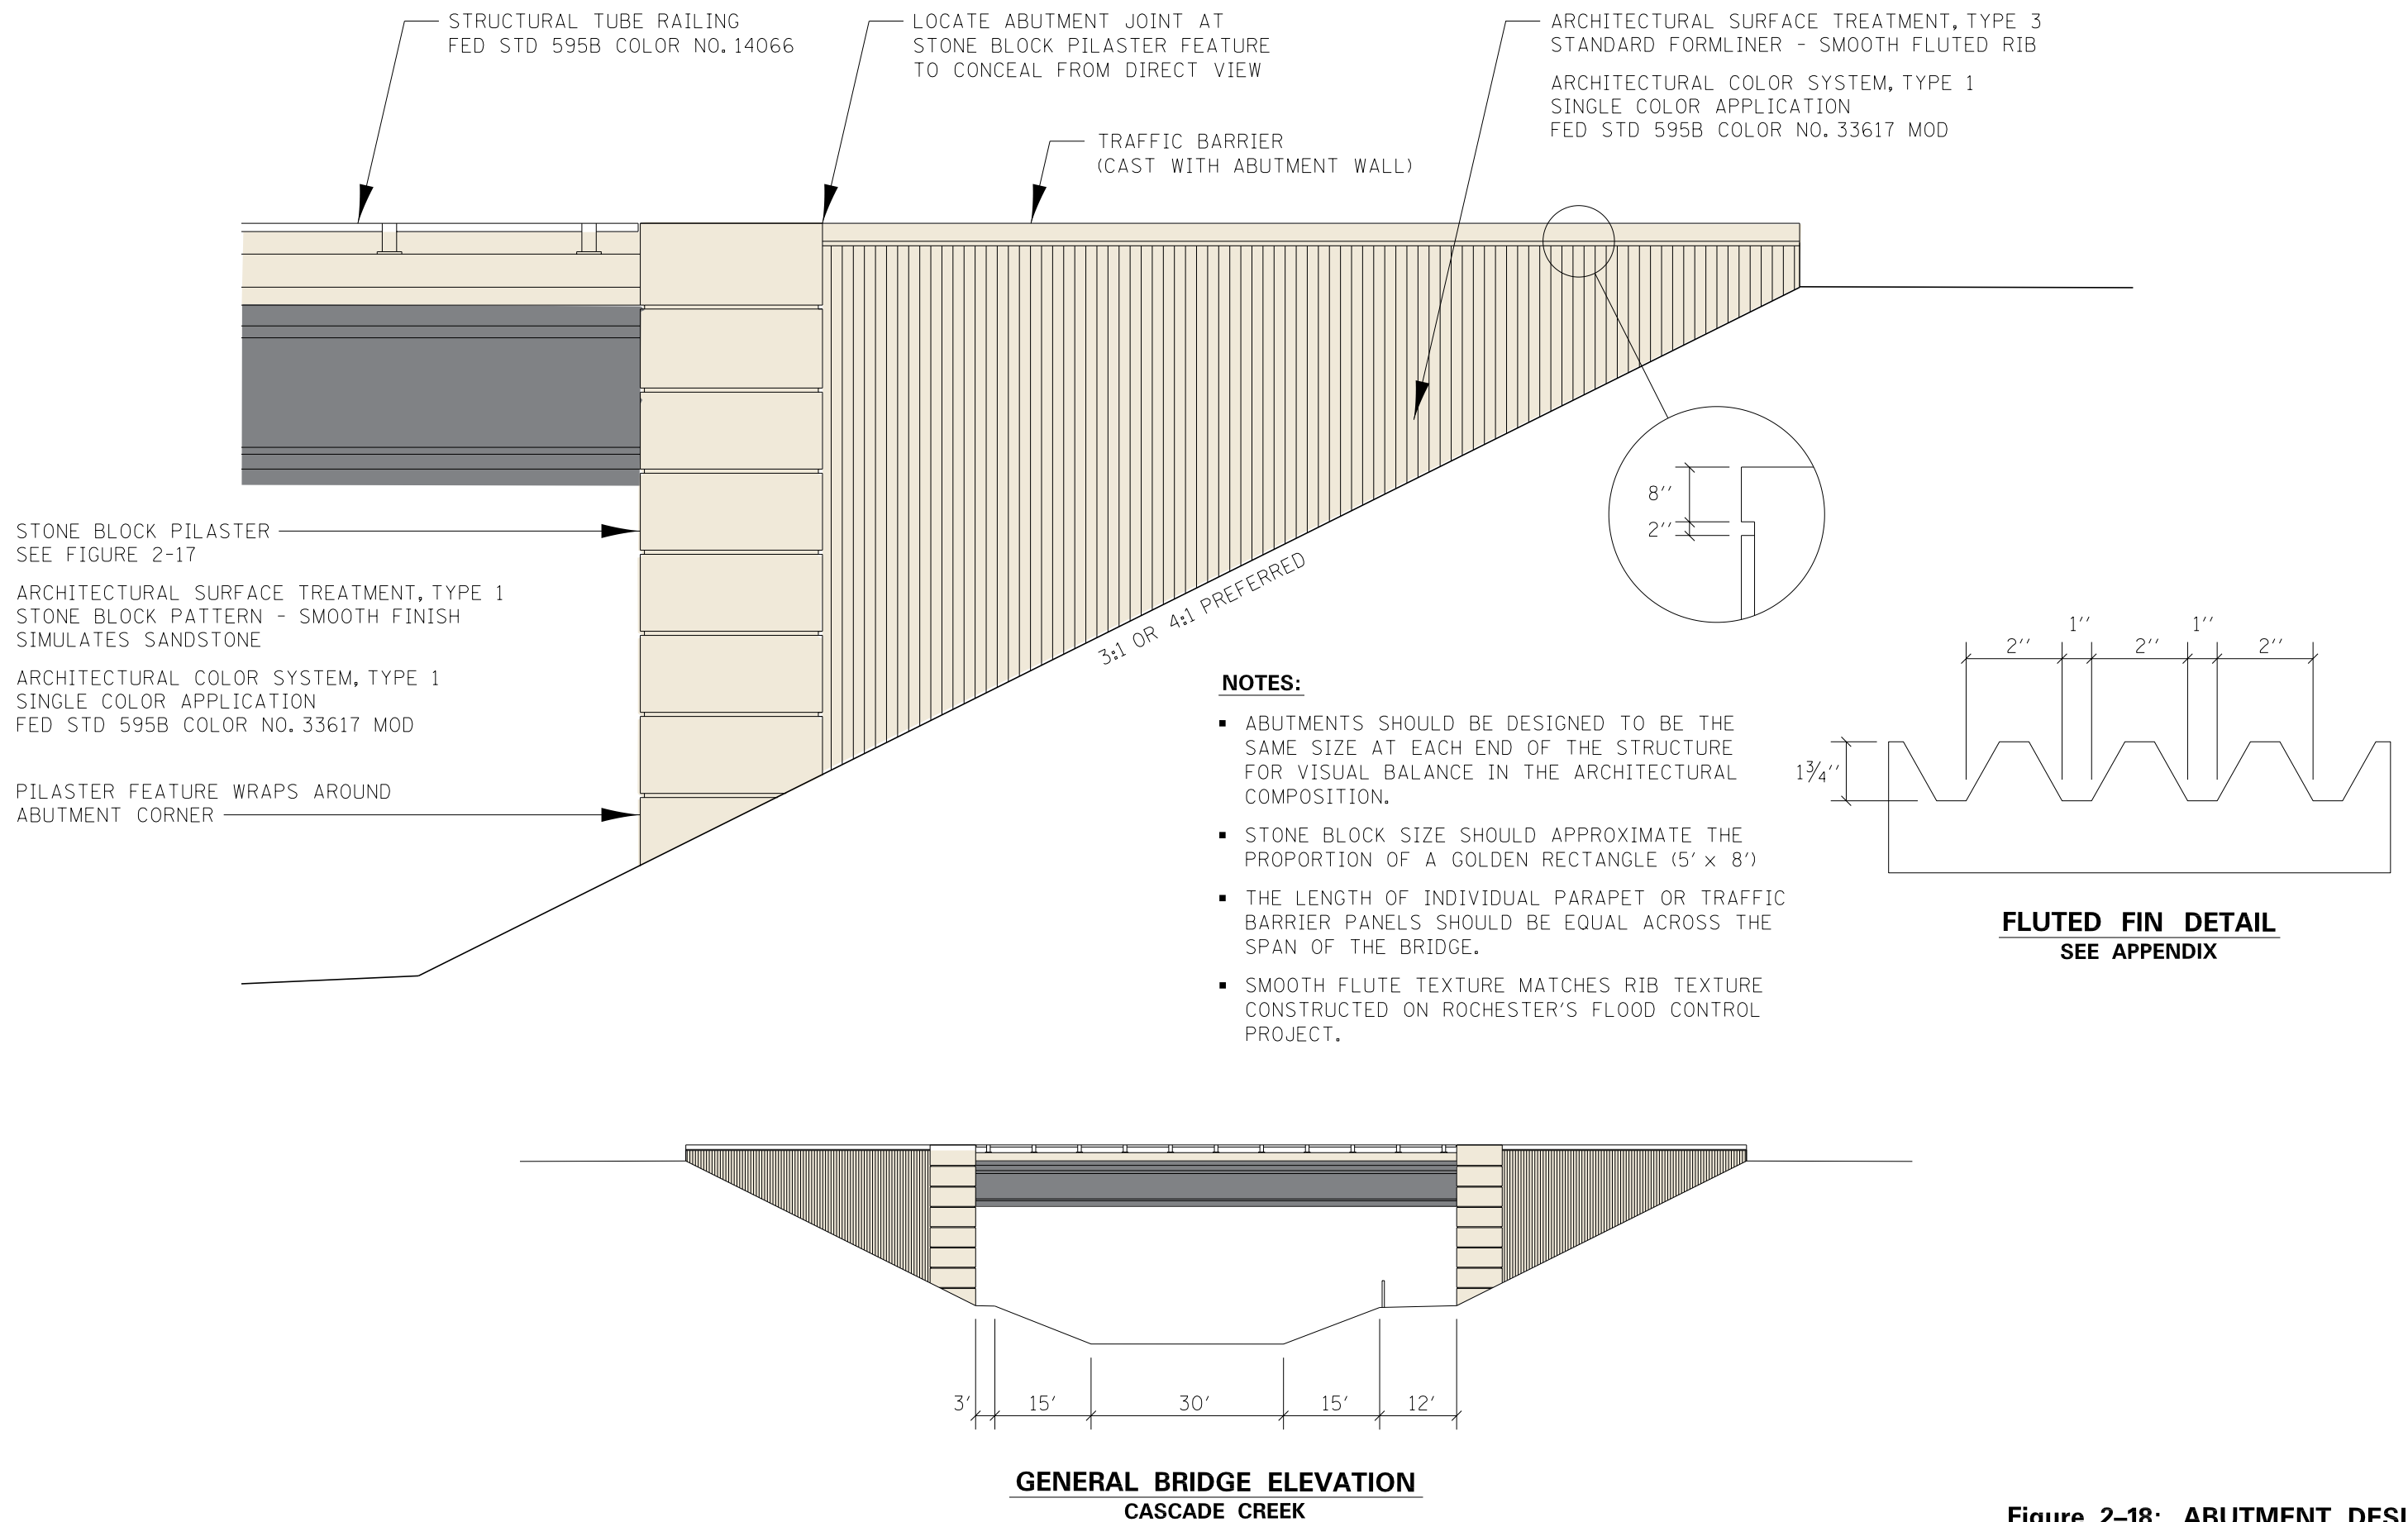 STRUCTURAL TUBE RAILING
FED STD 595B COLOR NO. 14066
LOCATE ABUTMENT JOINT AT
STONE BLOCK PILASTER FEATURE
TO CONCEAL FROM DIRECT VIEW
TRAFFIC BARRIER
(CAST WITH ABUTMENT WALL)
ARCHITECTURAL SURFACE TREATMENT, TYPE 3
STANDARD FORMLINER - SMOOTH FLUTED RIB
ARCHITECTURAL COLOR SYSTEM, TYPE 1
SINGLE COLOR APPLICATION
FED STD 595B COLOR NO. 33617 MOD
8''
2''
STONE BLOCK PILASTER
SEE FIGURE 2-17
ARCHITECTURAL SURFACE TREATMENT, TYPE 1
STONE BLOCK PATTERN - SMOOTH FINISH
SIMULATES SANDSTONE
ARCHITECTURAL COLOR SYSTEM, TYPE 1
SINGLE COLOR APPLICATION
FED STD 595B COLOR NO. 33617 MOD
PILASTER FEATURE WRAPS AROUND
ABUTMENT CORNER
3:1 OR 4:1 PREFERRED
NOTES:
▪ ABUTMENTS SHOULD BE DESIGNED TO BE THE
SAME SIZE AT EACH END OF THE STRUCTURE
FOR VISUAL BALANCE IN THE ARCHITECTURAL
COMPOSITION.
▪ STONE BLOCK SIZE SHOULD APPROXIMATE THE
PROPORTION OF A GOLDEN RECTANGLE (5' x 8')
▪ THE LENGTH OF INDIVIDUAL PARAPET OR TRAFFIC
BARRIER PANELS SHOULD BE EQUAL ACROSS THE
SPAN OF THE BRIDGE.
▪ SMOOTH FLUTE TEXTURE MATCHES RIB TEXTURE
CONSTRUCTED ON ROCHESTER'S FLOOD CONTROL
PROJECT.
2'' 1'' 2'' 1'' 2''
1¾''
FLUTED FIN DETAIL
SEE APPENDIX
3' 15' 30' 15' 12'
GENERAL BRIDGE ELEVATION
CASCADE CREEK
Figure 2–18: ABUTMENT DESI